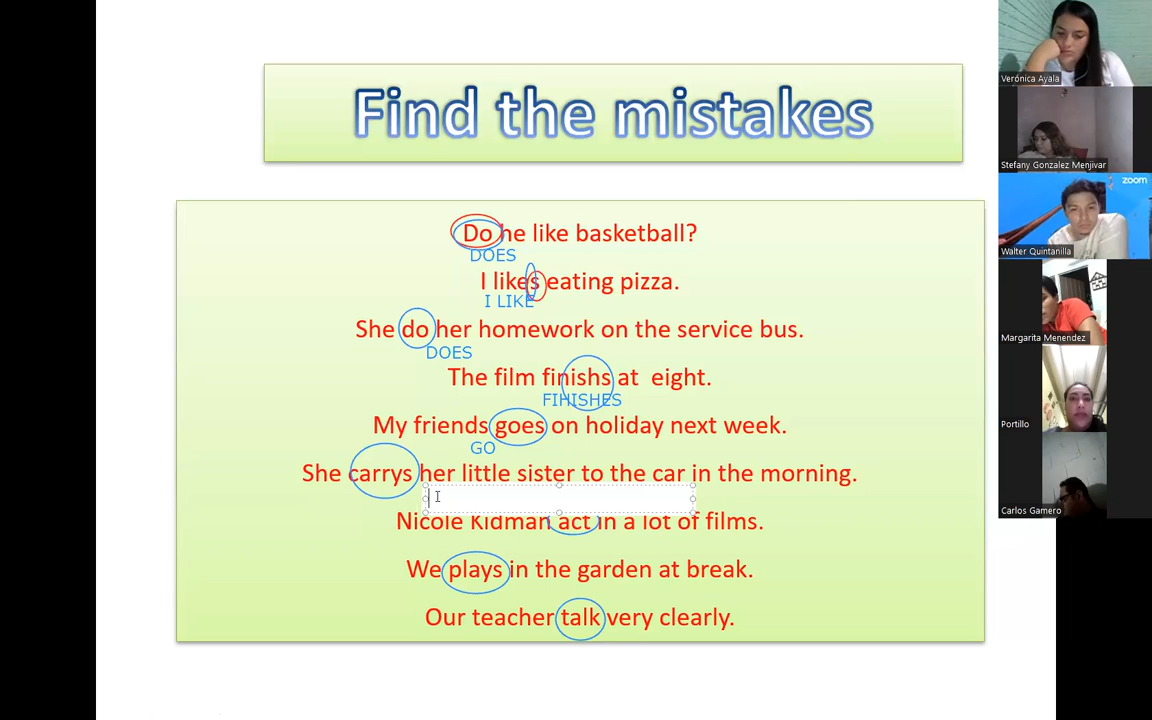 Find the mistakes
Do he like basketball?
DOES
I likes eating pizza.
I LIKE
She do her homework on the service bus.
DOES
The film finishs at eight.
FIHISHES
My friends goes on holiday next week.
GO
She carrys her little sister to the car in the morning.
Nicole Kidman act in a lot of films.
We plays in the garden at break.
Our teacher talk very clearly.
Verónica Ayala
Stefany Gonzalez Menjivar
zoom
Walter Quintanilla
Margarita Menendez
Portillo
Carlos Gamero